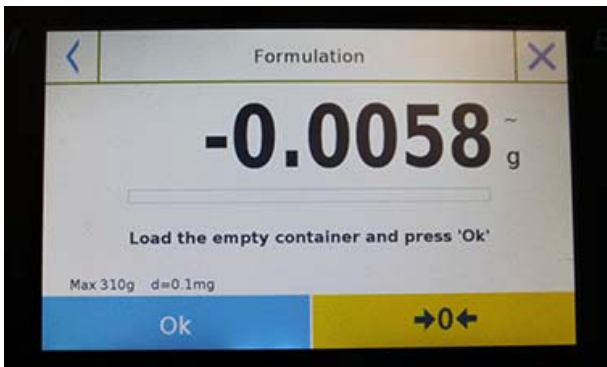 Formulation
-0.0058 ~ g
Load the empty container and press 'Ok'
Max 310g d=0.1mg
Ok →0←